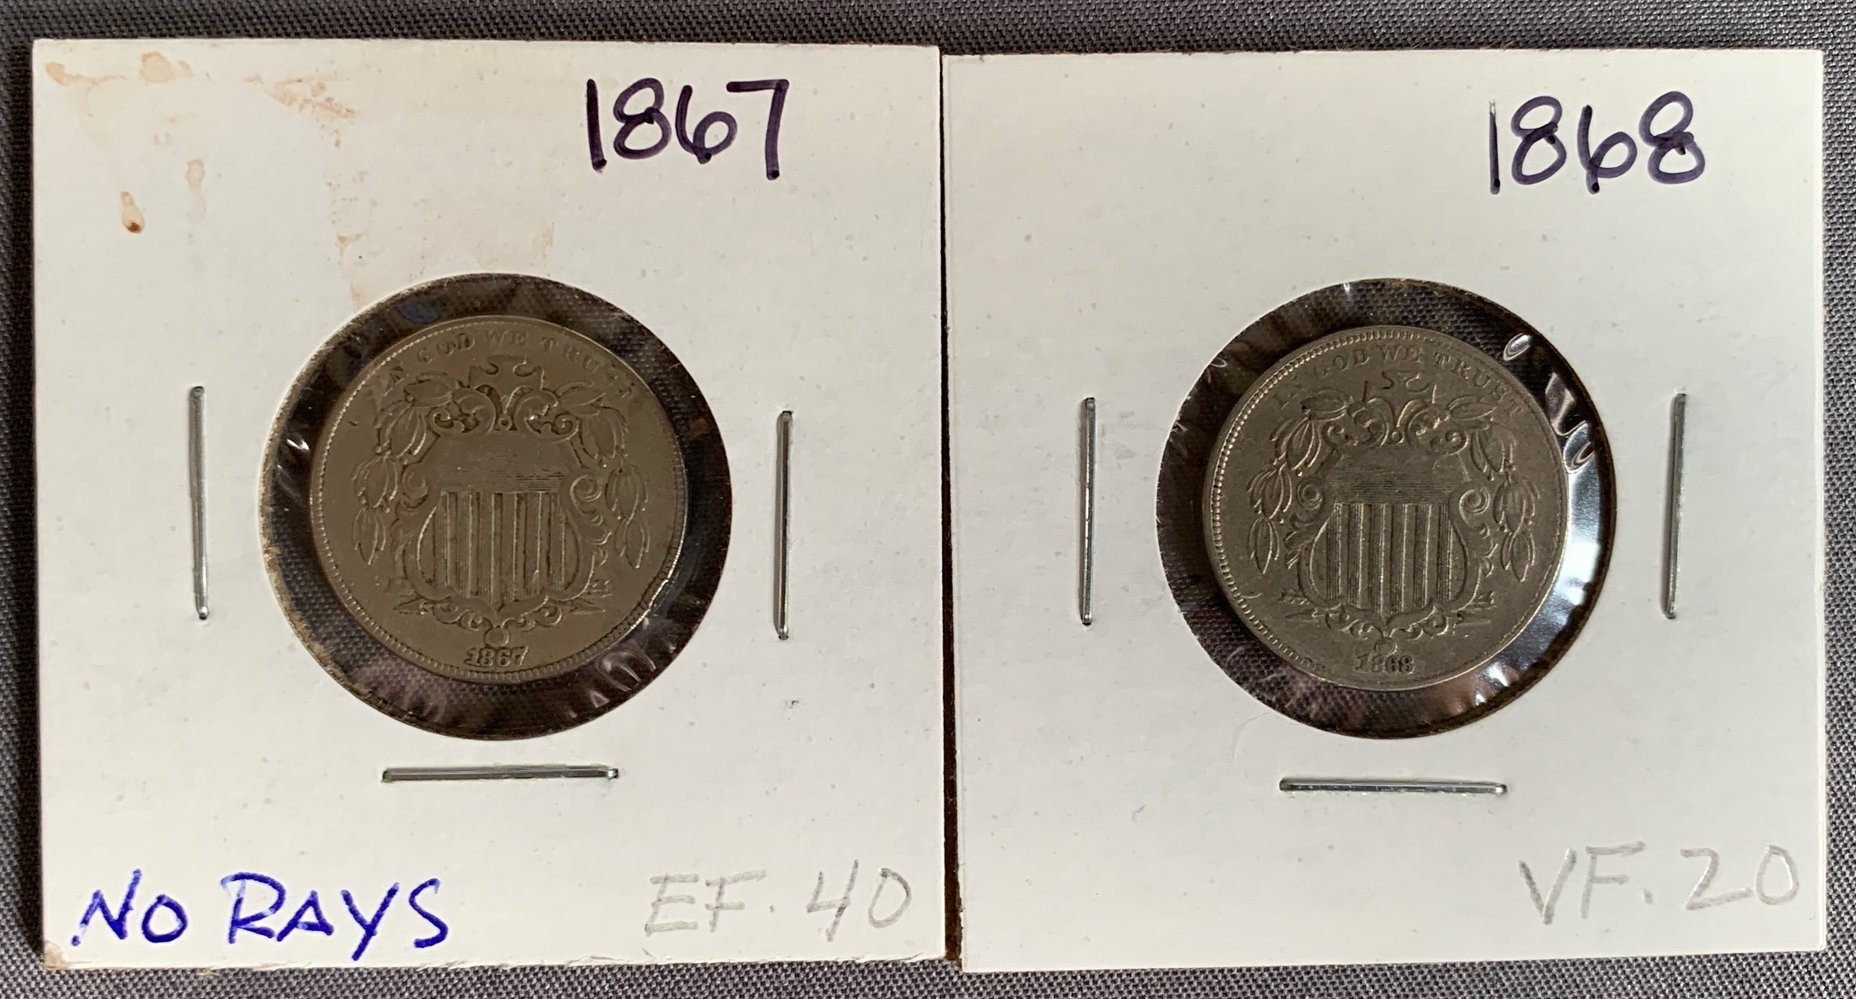 1867
IN GOD WE TRUST
1867
NO RAYS
EF. 40
1868
IN GOD WE TRUST
1868
VF. 20